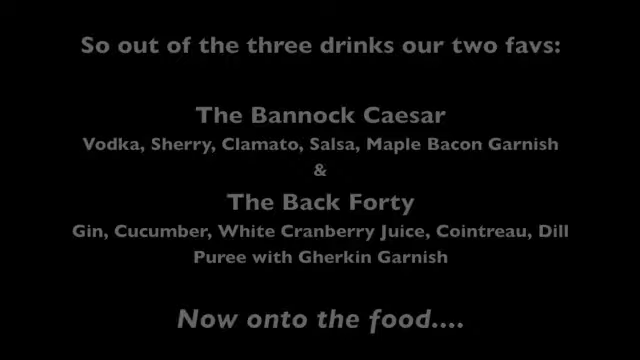 So out of the three drinks our two favs:
The Bannock Caesar
Vodka, Sherry, Clamato, Salsa, Maple Bacon Garnish
&
The Back Forty
Gin, Cucumber, White Cranberry Juice, Cointreau, Dill
Puree with Gherkin Garnish
Now onto the food....